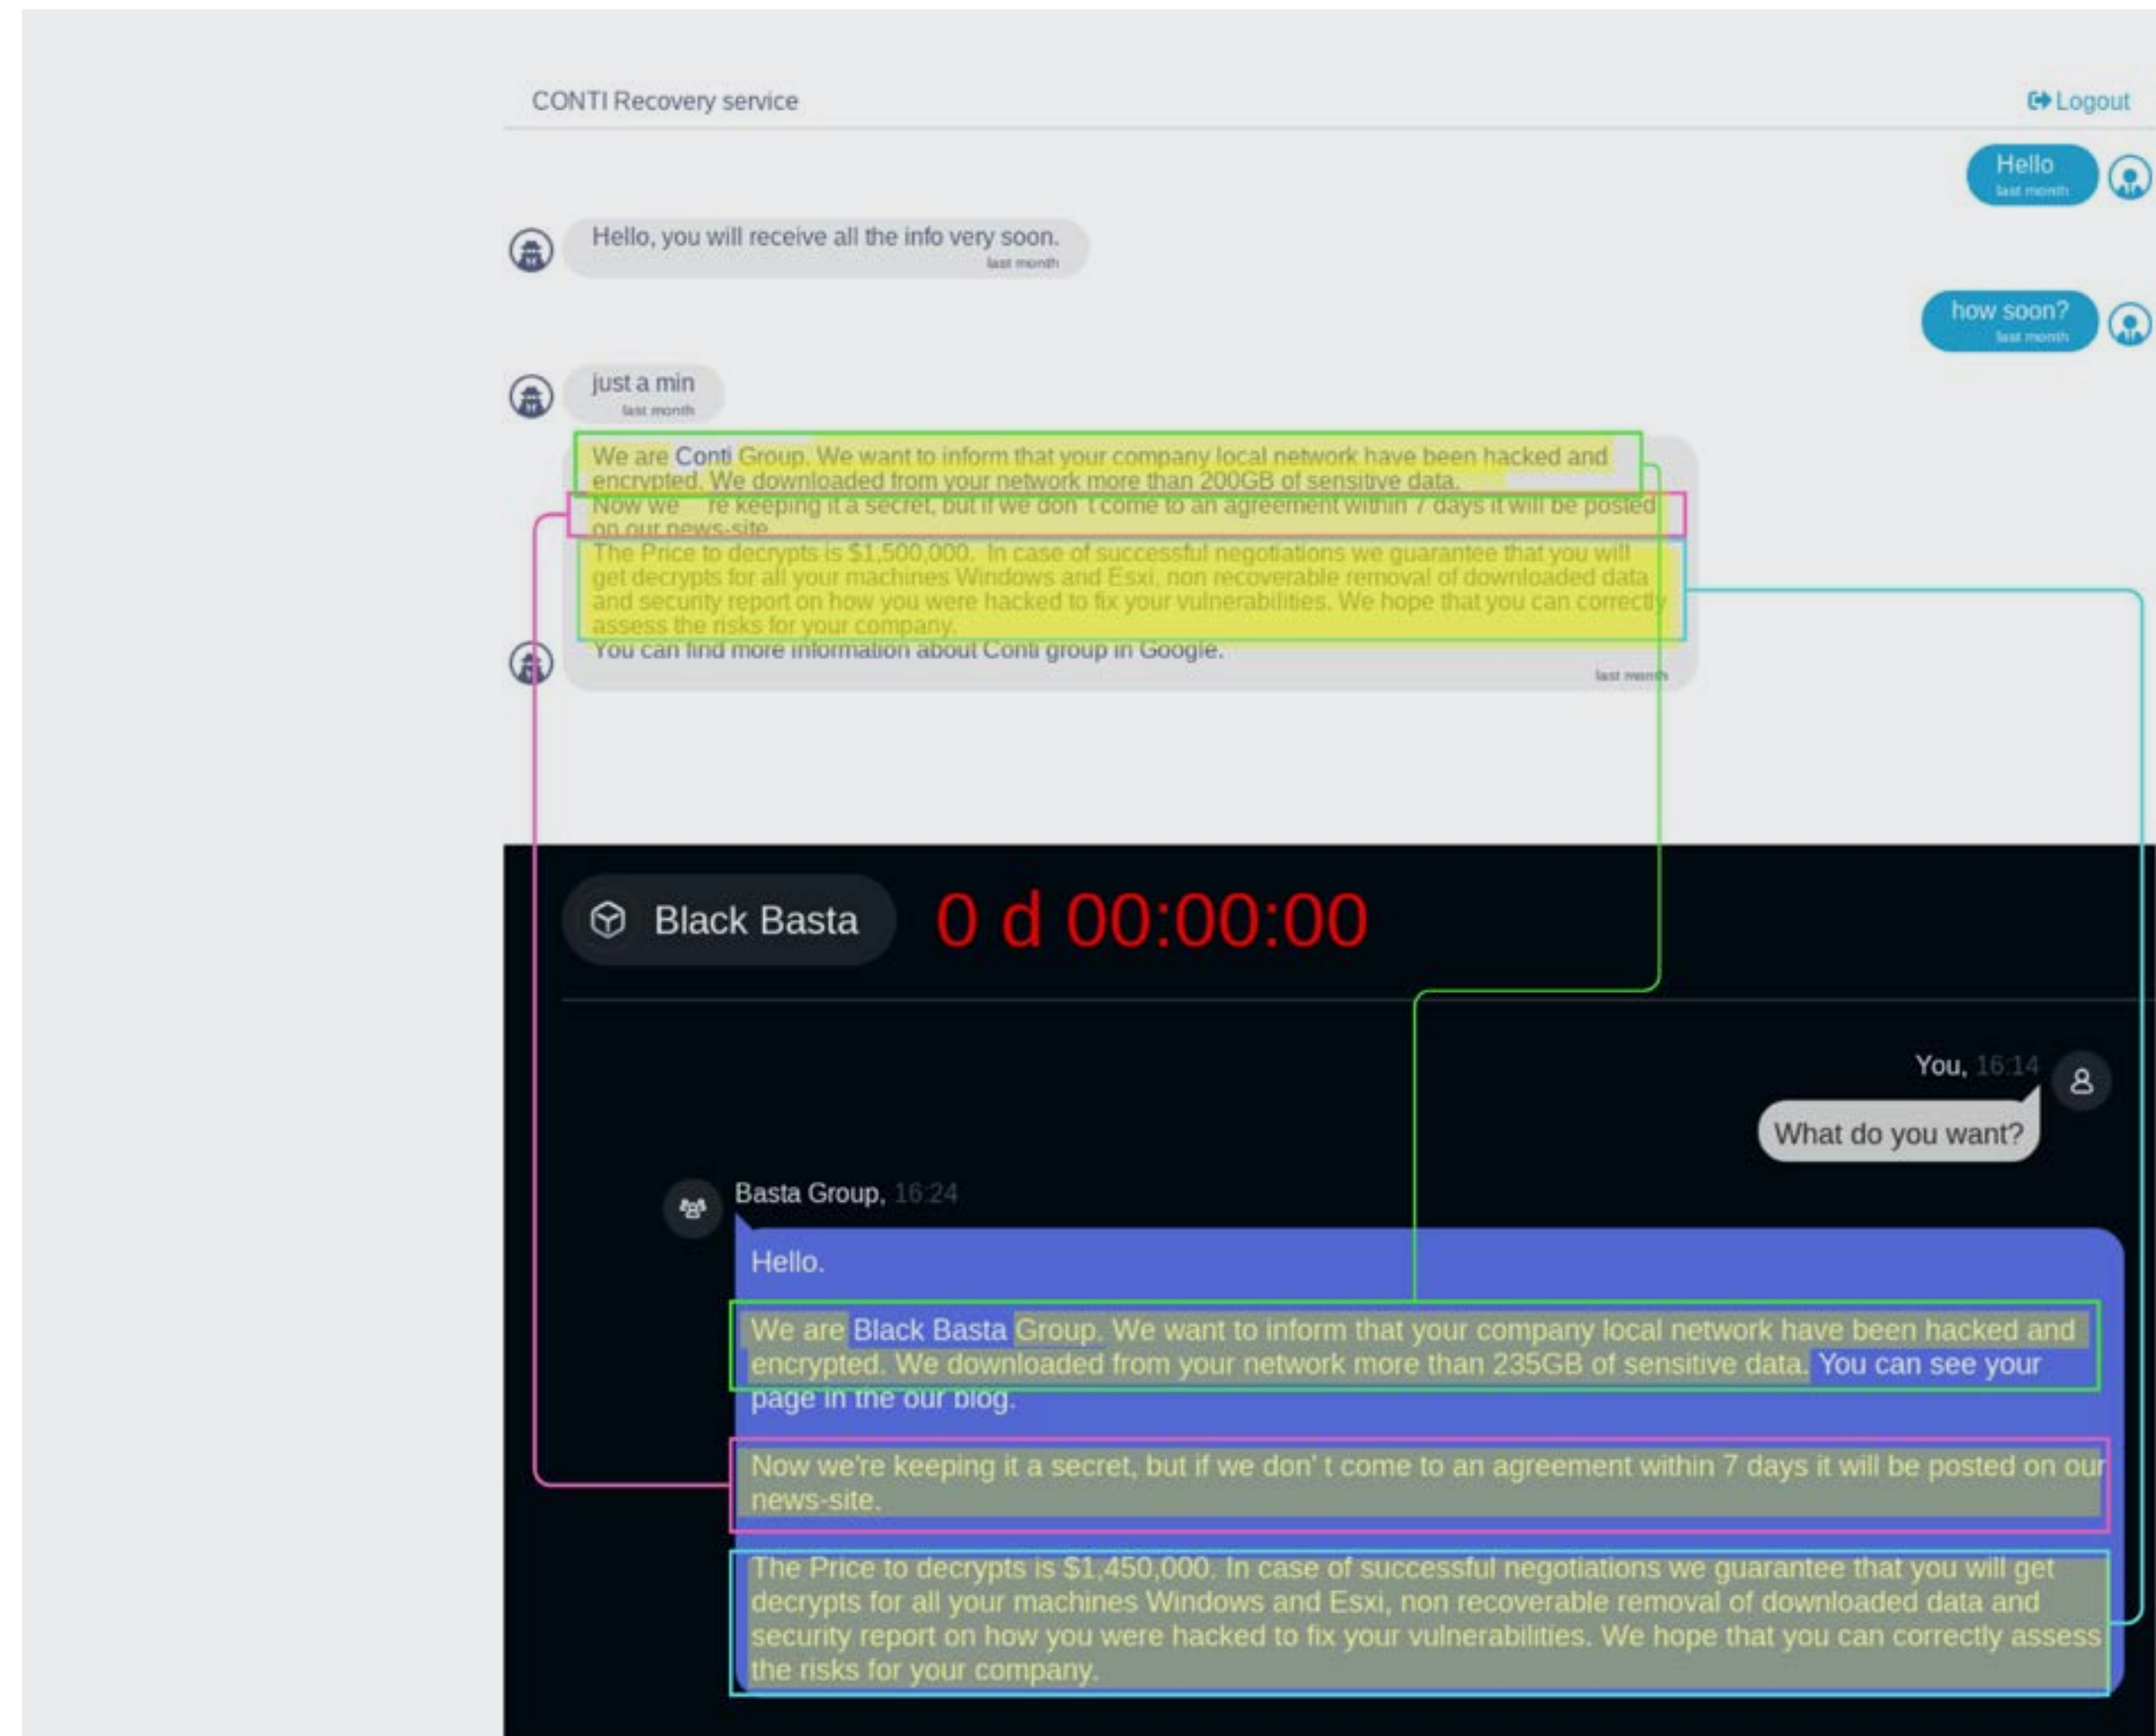 CONTI Recovery service
Logout
Hello
last month
Hello, you will receive all the info very soon.
last month
how soon?
last month
just a min
last month
We are Conti Group. We want to inform that your company local network have been hacked and
encrypted. We downloaded from your network more than 200GB of sensitive data.
Now we    re keeping it a secret, but if we don't come to an agreement within 7 days it will be posted
on our news-site.
The Price to decrypts is $1,500,000.  In case of successful negotiations we guarantee that you will
get decrypts for all your machines Windows and Esxi, non recoverable removal of downloaded data
and security report on how you were hacked to fix your vulnerabilities. We hope that you can correctly
assess the risks for your company.
You can find more information about Conti group in Google.
last month
Black Basta
0 d 00:00:00
You, 16:14
What do you want?
Basta Group, 16:24
Hello.
We are Black Basta Group. We want to inform that your company local network have been hacked and
encrypted. We downloaded from your network more than 235GB of sensitive data. You can see your
page in the our blog.
Now we're keeping it a secret, but if we don' t come to an agreement within 7 days it will be posted on our
news-site.
The Price to decrypts is $1,450,000. In case of successful negotiations we guarantee that you will get
decrypts for all your machines Windows and Esxi, non recoverable removal of downloaded data and
security report on how you were hacked to fix your vulnerabilities. We hope that you can correctly assess
the risks for your company.